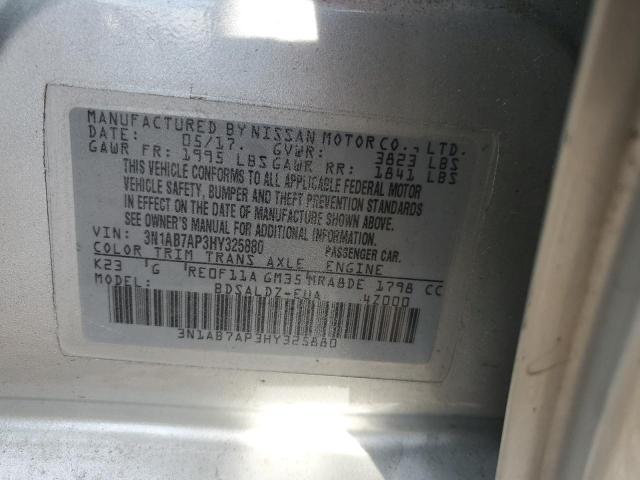 MANUFACTURED BY NISSAN MOTOR CO., LTD.
DATE: 05/17. GVWR: 3823 LBS
GAWR FR: 1995 LBS GAWR RR: 1841 LBS
THIS VEHICLE CONFORMS TO ALL APPLICABLE FEDERAL MOTOR
VEHICLE SAFETY, BUMPER AND THEFT PREVENTION STANDARDS
IN EFFECT ON THE DATE OF MANUFACTURE SHOWN ABOVE.
SEE OWNER'S MANUAL FOR ADDITIONAL INFORMATION
VIN: 3N1AB7AP3HY325880 PASSENGER CAR.
COLOR TRIM TRANS AXLE ENGINE
K23 G RE0F11A GM35 MRA8DE 1798 CC
MODEL: BDSALDZ-EUA 4Z000
3N1AB7AP3HY325880